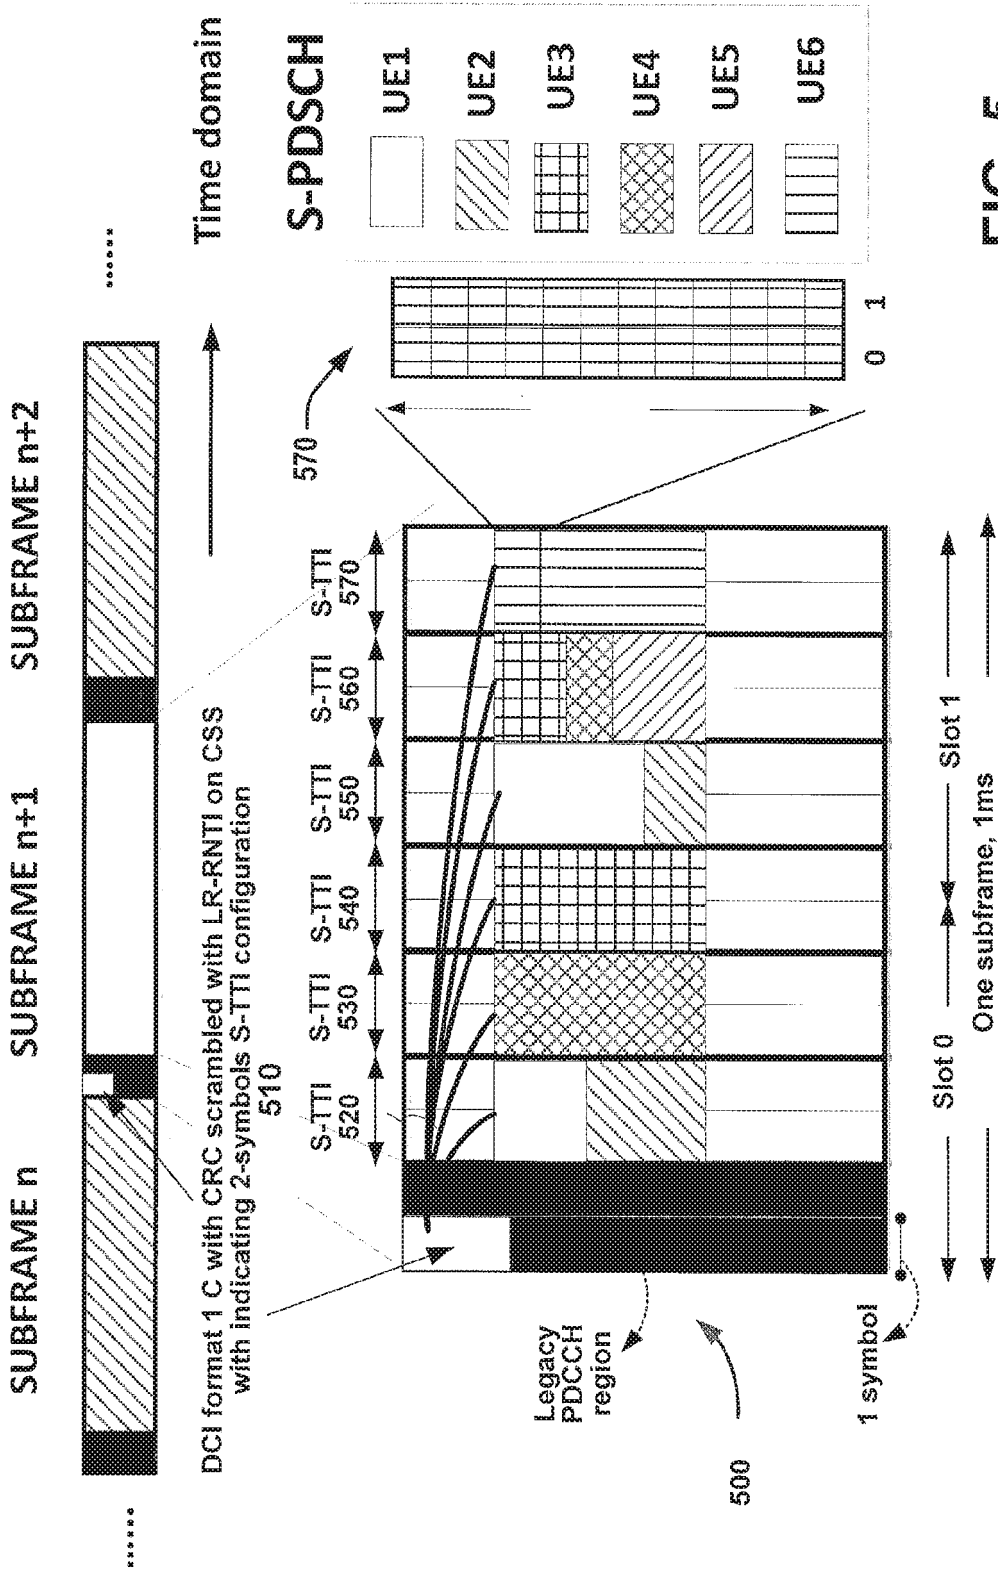 SUBFRAME n
SUBFRAME n+1
SUBFRAME n+2
......
......
Time domain
DCI format 1 C with CRC scrambled with LR-RNTI on CSS
with indicating 2-symbols S-TTI configuration
510
S-TTI
520
S-TTI
530
S-TTI
540
S-TTI
550
S-TTI
560
S-TTI
570
570
0
1
S-PDSCH
UE1
UE2
UE3
UE4
UE5
UE6
Legacy
PDCCH
region
500
1 symbol
Slot 0
Slot 1
One subframe, 1ms
FIG. 5